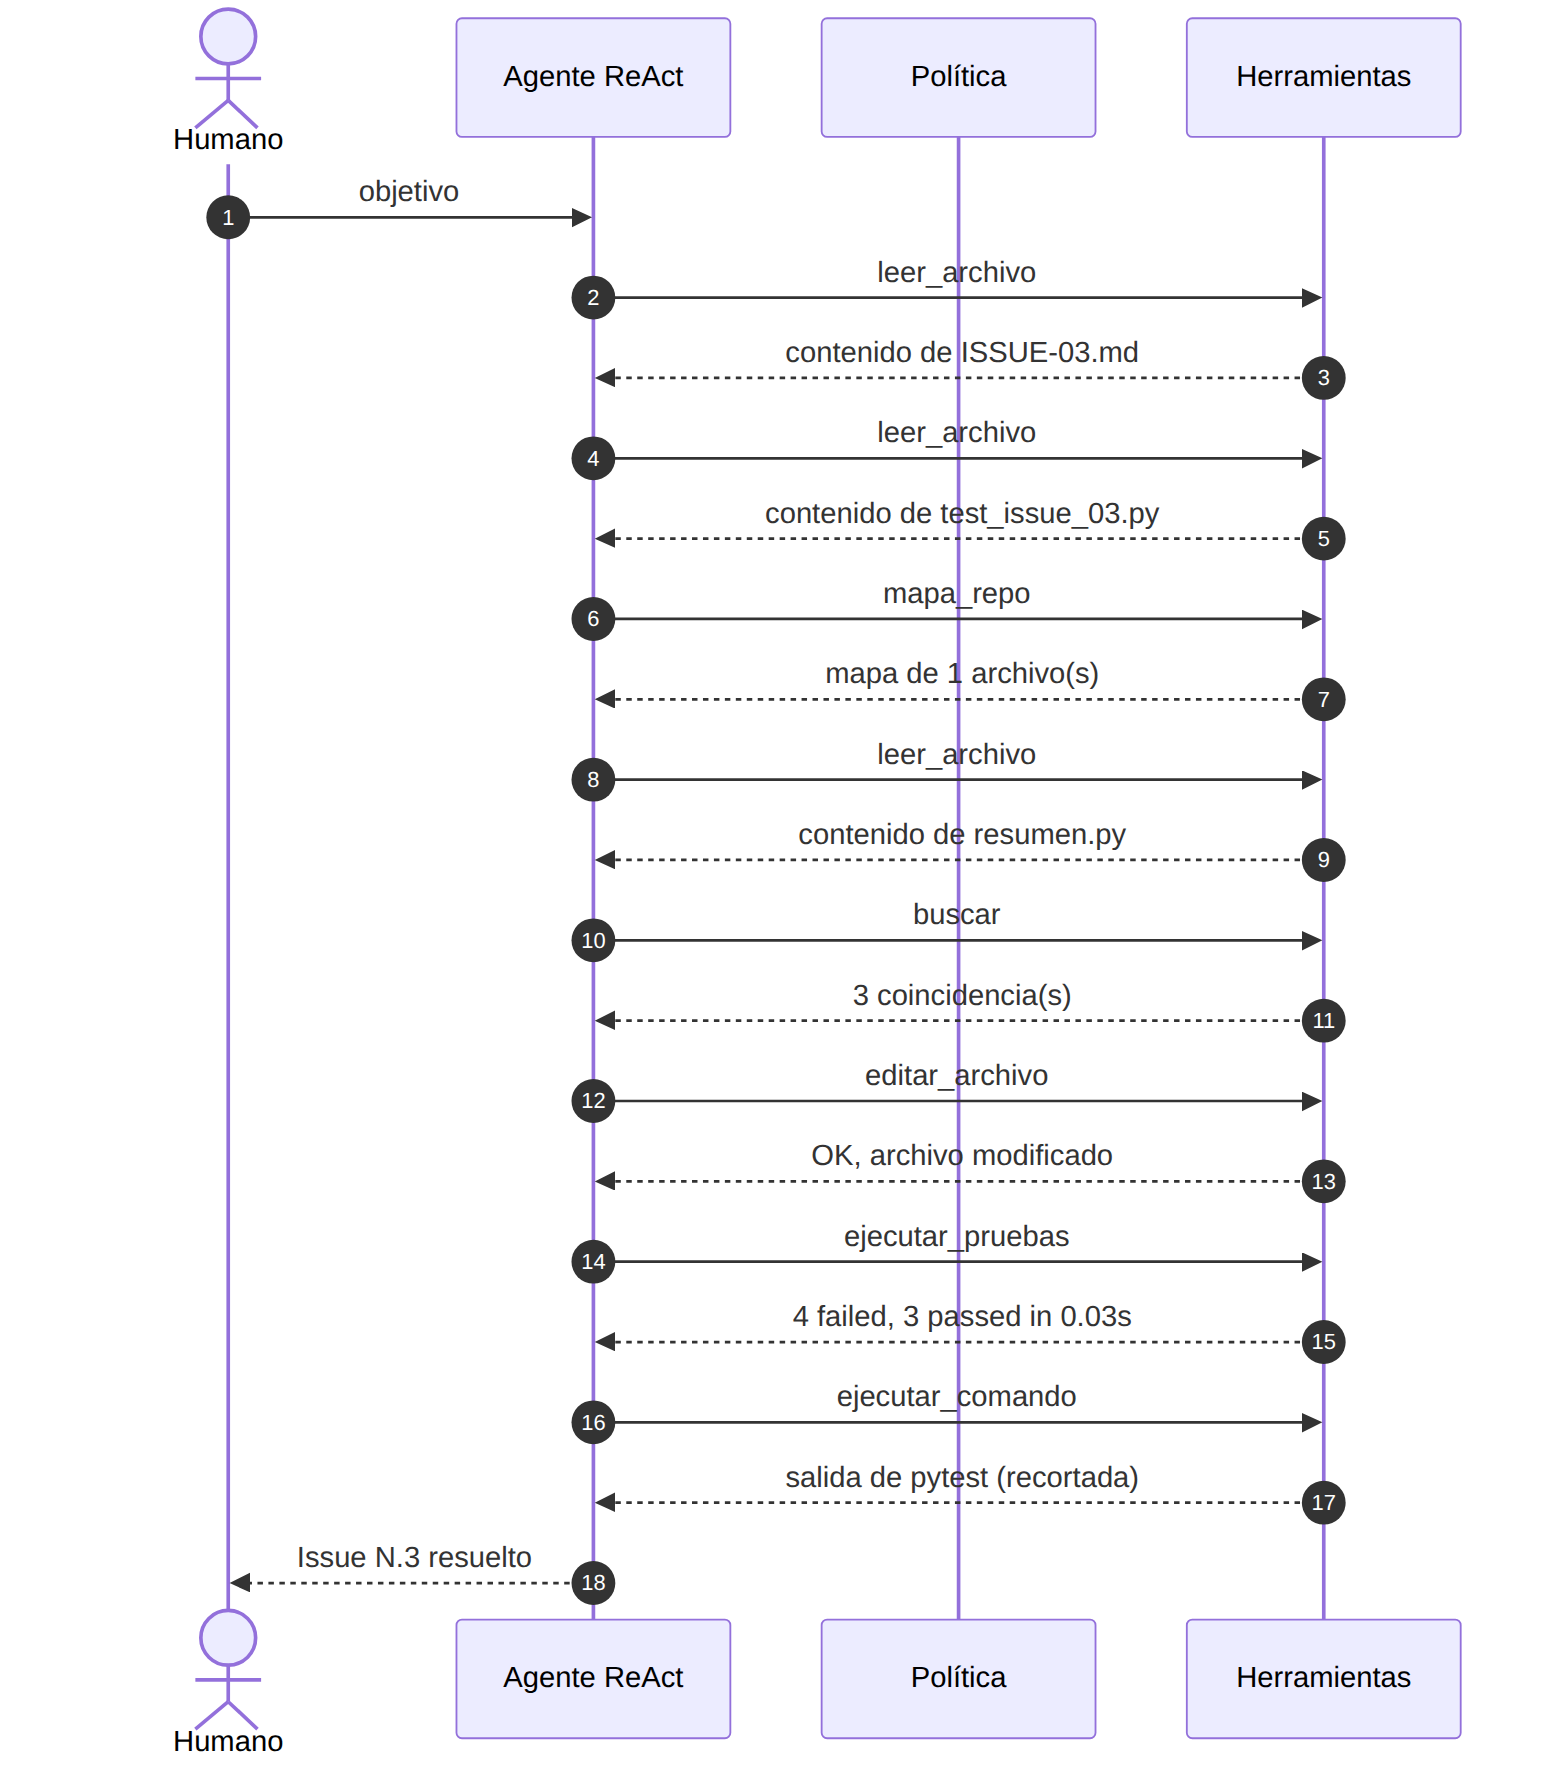 Humano
Agente ReAct
Política
Herramientas
objetivo
1
leer_archivo
2
contenido de ISSUE-03.md
3
leer_archivo
4
contenido de test_issue_03.py
5
mapa_repo
6
mapa de 1 archivo(s)
7
leer_archivo
8
contenido de resumen.py
9
buscar
10
3 coincidencia(s)
11
editar_archivo
12
OK, archivo modificado
13
ejecutar_pruebas
14
4 failed, 3 passed in 0.03s
15
ejecutar_comando
16
salida de pytest (recortada)
17
Issue N.3 resuelto
18
Agente ReAct
Política
Herramientas
Humano